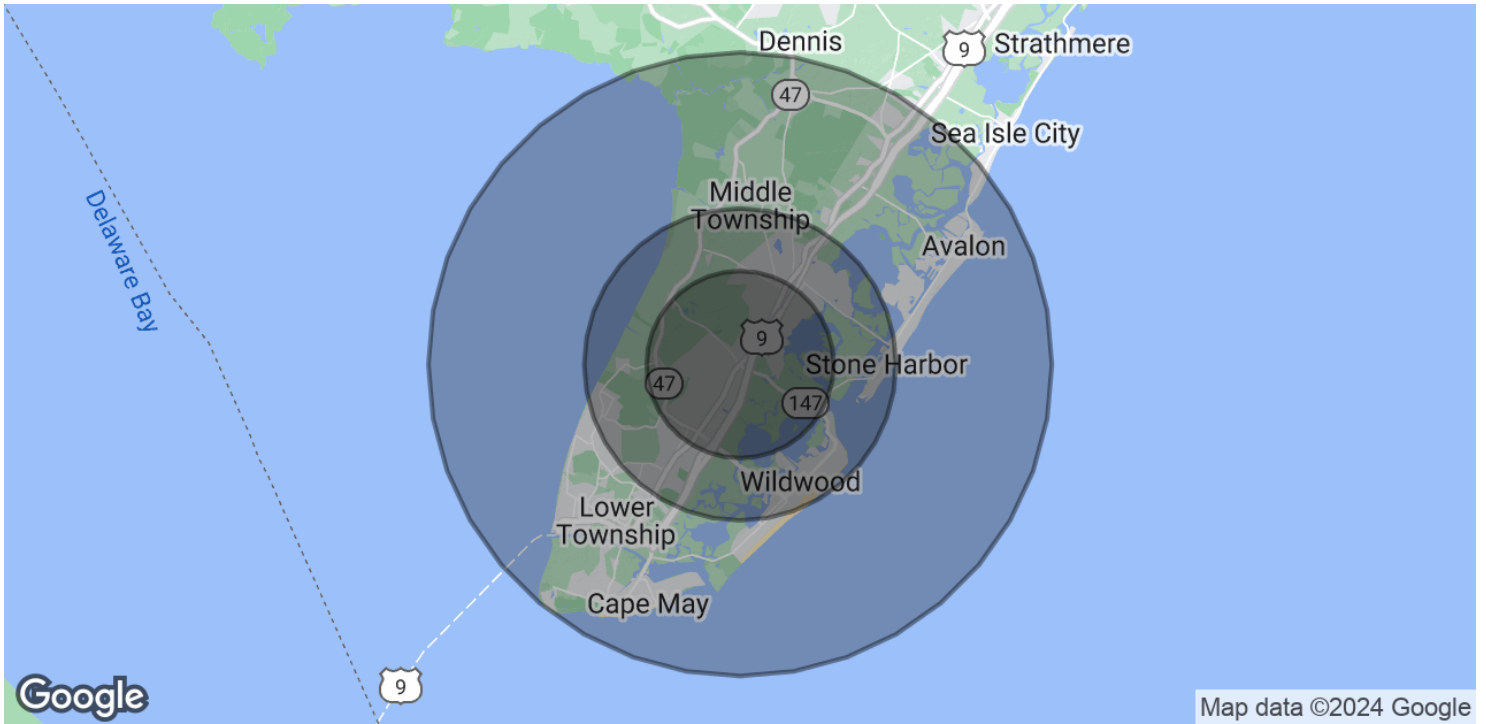 Dennis
9
Strathmere
47
Sea Isle City
Middle
Township
Delaware Bay
Avalon
9
Stone Harbor
47
147
Wildwood
Lower
Township
Cape May
9
Google
Map data ©2024 Google